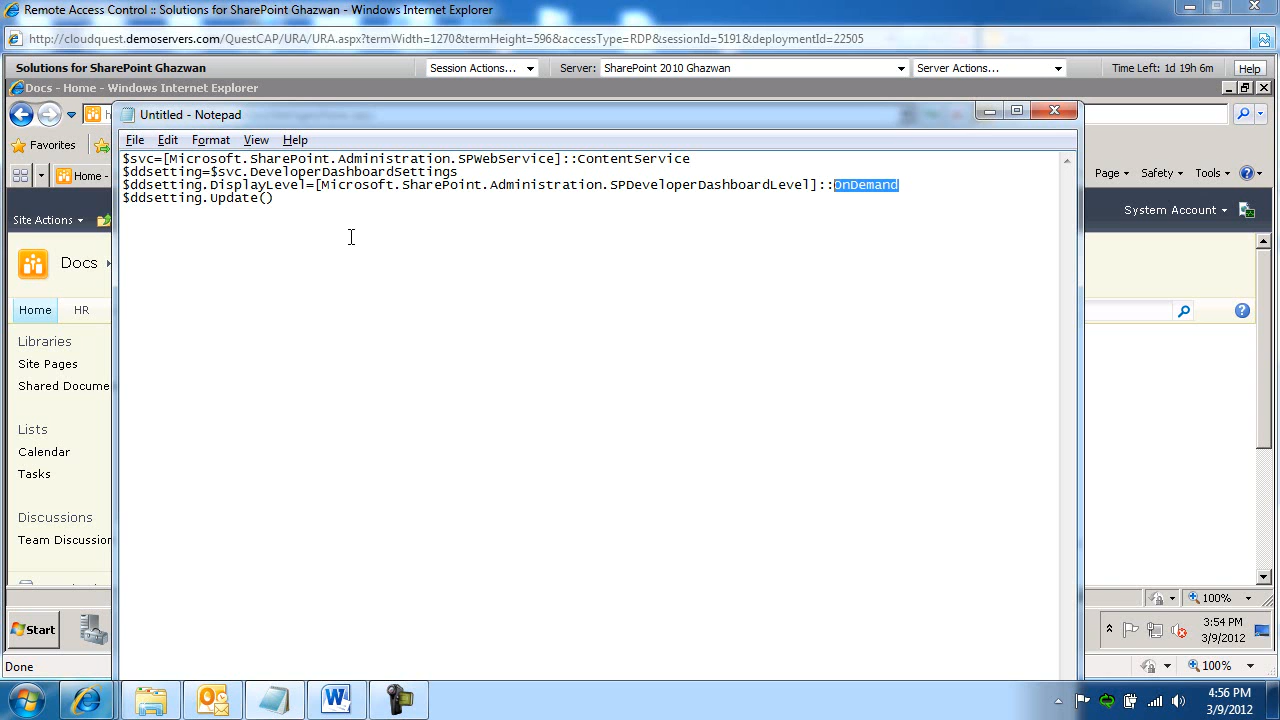 Remote Access Control :: Solutions for SharePoint Ghazwan - Windows Internet Explorer
http://cloudquest.demoservers.com/QuestCAP/URA/URA.aspx?termWidth=1270&termHeight=596&accessType=RDP&sessionId=5191&deploymentId=22505
Solutions for SharePoint Ghazwan Session Actions... Server: SharePoint 2010 Ghazwan Server Actions... Time Left: 1d 19h 6m Help
Docs - Home - Windows Internet Explorer
Untitled - Notepad
File Edit Format View Help
$svc=[Microsoft.SharePoint.Administration.SPWebService]::ContentService
$ddsetting=$svc.DeveloperDashboardSettings
$ddsetting.DisplayLevel=[Microsoft.SharePoint.Administration.SPDeveloperDashboardLevel]::OnDemand
$ddsetting.Update()
Favorites
Home - Page Safety Tools
Site Actions System Account
Docs
Home HR
Libraries
Site Pages
Shared Docume
Lists
Calendar
Tasks
Discussions
Team Discussion
100%
Start 3:54 PM
3/9/2012
Done 100%
4:56 PM
3/9/2012